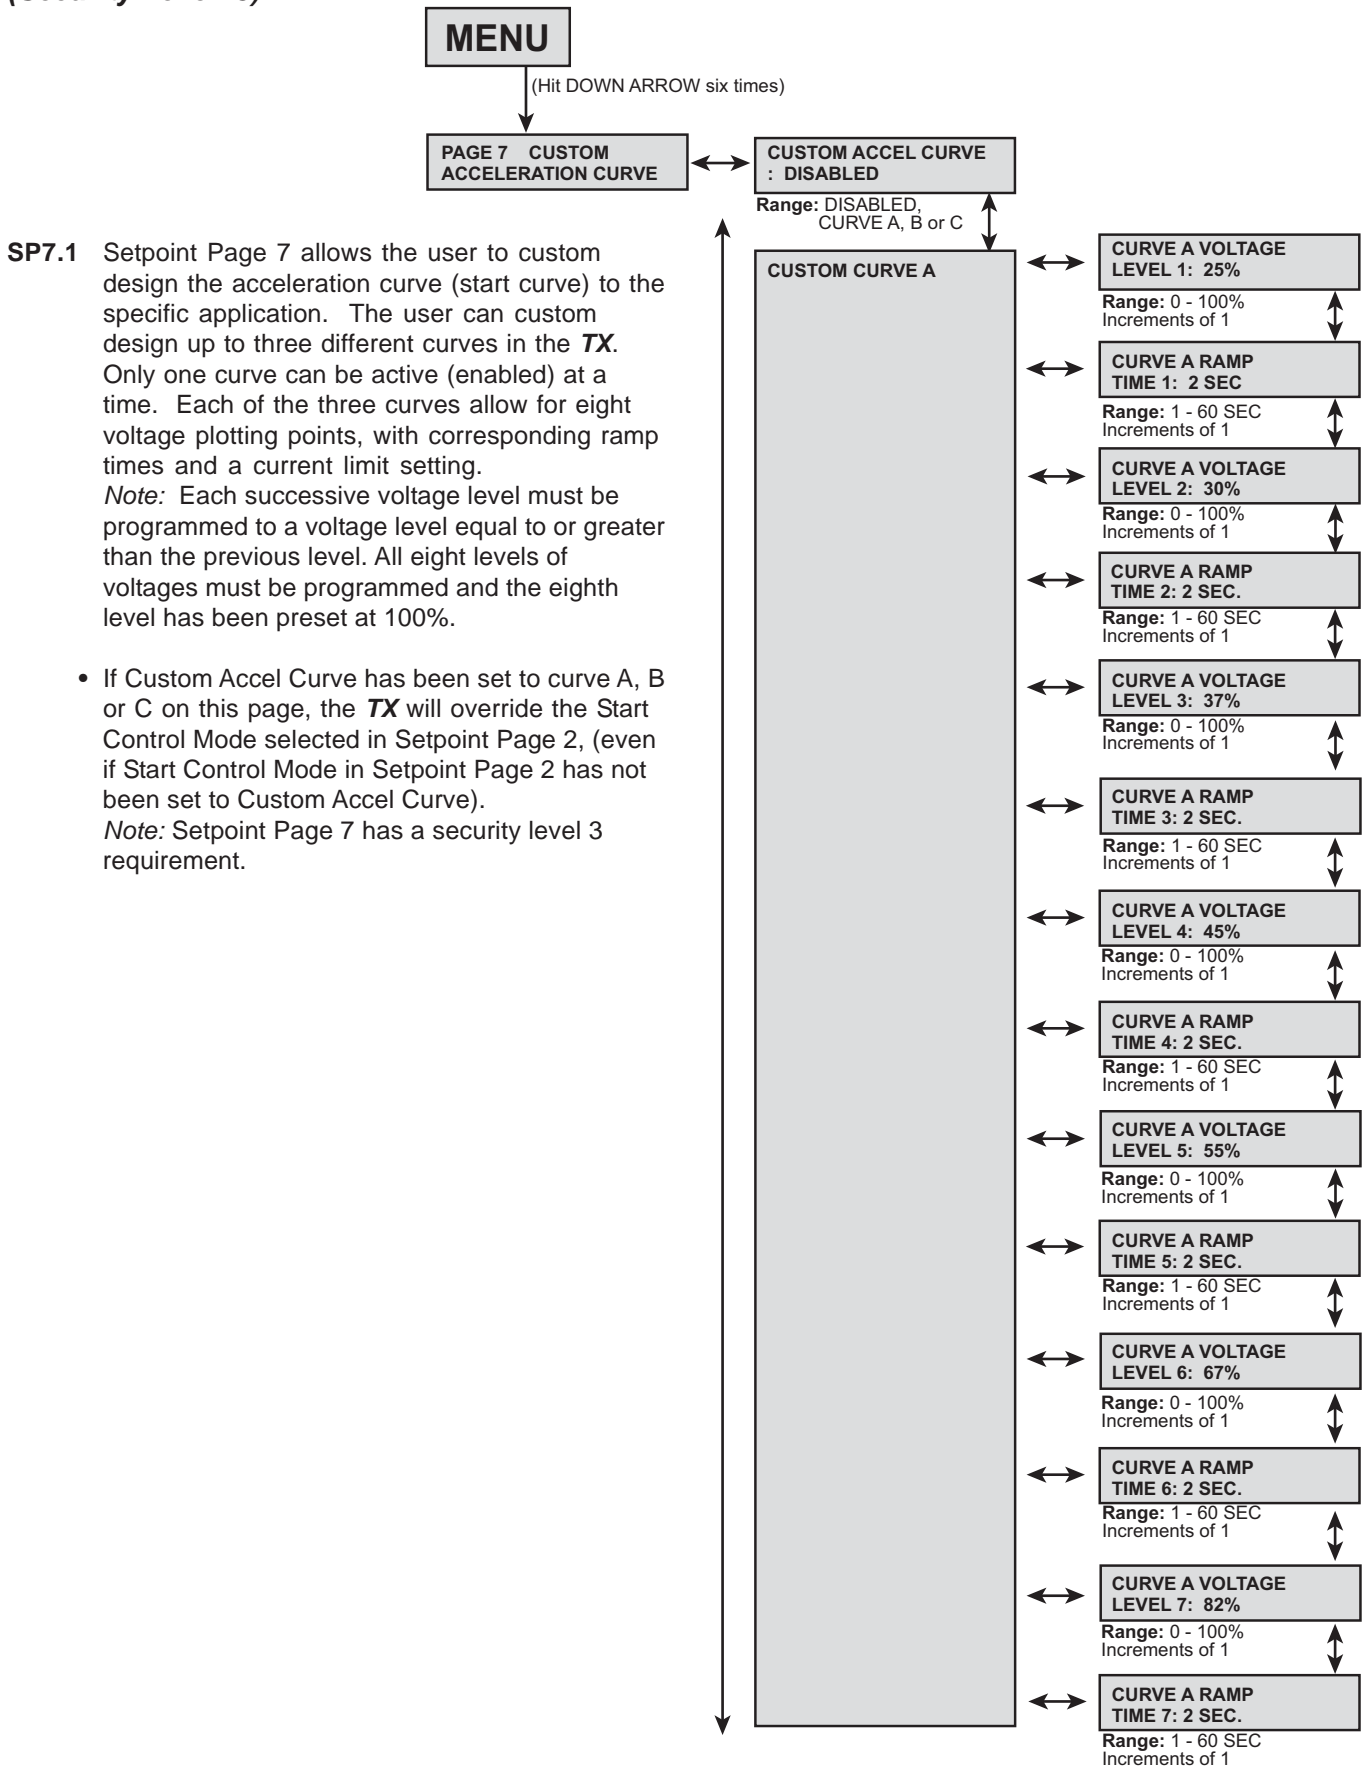 MENU
(Hit DOWN ARROW six times)
PAGE 7 CUSTOM
ACCELERATION CURVE
CUSTOM ACCEL CURVE
: DISABLED
Range: DISABLED,
CURVE A, B or C
SP7.1 Setpoint Page 7 allows the user to custom
design the acceleration curve (start curve) to the
specific application. The user can custom
design up to three different curves in the TX.
Only one curve can be active (enabled) at a
time. Each of the three curves allow for eight
voltage plotting points, with corresponding ramp
times and a current limit setting.
Note: Each successive voltage level must be
programmed to a voltage level equal to or greater
than the previous level. All eight levels of
voltages must be programmed and the eighth
level has been preset at 100%.
• If Custom Accel Curve has been set to curve A, B
or C on this page, the TX will override the Start
Control Mode selected in Setpoint Page 2, (even
if Start Control Mode in Setpoint Page 2 has not
been set to Custom Accel Curve).
Note: Setpoint Page 7 has a security level 3
requirement.
CUSTOM CURVE A
CURVE A VOLTAGE
LEVEL 1: 25%
Range: 0 - 100%
Increments of 1
CURVE A RAMP
TIME 1: 2 SEC
Range: 1 - 60 SEC
Increments of 1
CURVE A VOLTAGE
LEVEL 2: 30%
Range: 0 - 100%
Increments of 1
CURVE A RAMP
TIME 2: 2 SEC.
Range: 1 - 60 SEC
Increments of 1
CURVE A VOLTAGE
LEVEL 3: 37%
Range: 0 - 100%
Increments of 1
CURVE A RAMP
TIME 3: 2 SEC.
Range: 1 - 60 SEC
Increments of 1
CURVE A VOLTAGE
LEVEL 4: 45%
Range: 0 - 100%
Increments of 1
CURVE A RAMP
TIME 4: 2 SEC.
Range: 1 - 60 SEC
Increments of 1
CURVE A VOLTAGE
LEVEL 5: 55%
Range: 0 - 100%
Increments of 1
CURVE A RAMP
TIME 5: 2 SEC.
Range: 1 - 60 SEC
Increments of 1
CURVE A VOLTAGE
LEVEL 6: 67%
Range: 0 - 100%
Increments of 1
CURVE A RAMP
TIME 6: 2 SEC.
Range: 1 - 60 SEC
Increments of 1
CURVE A VOLTAGE
LEVEL 7: 82%
Range: 0 - 100%
Increments of 1
CURVE A RAMP
TIME 7: 2 SEC.
Range: 1 - 60 SEC
Increments of 1